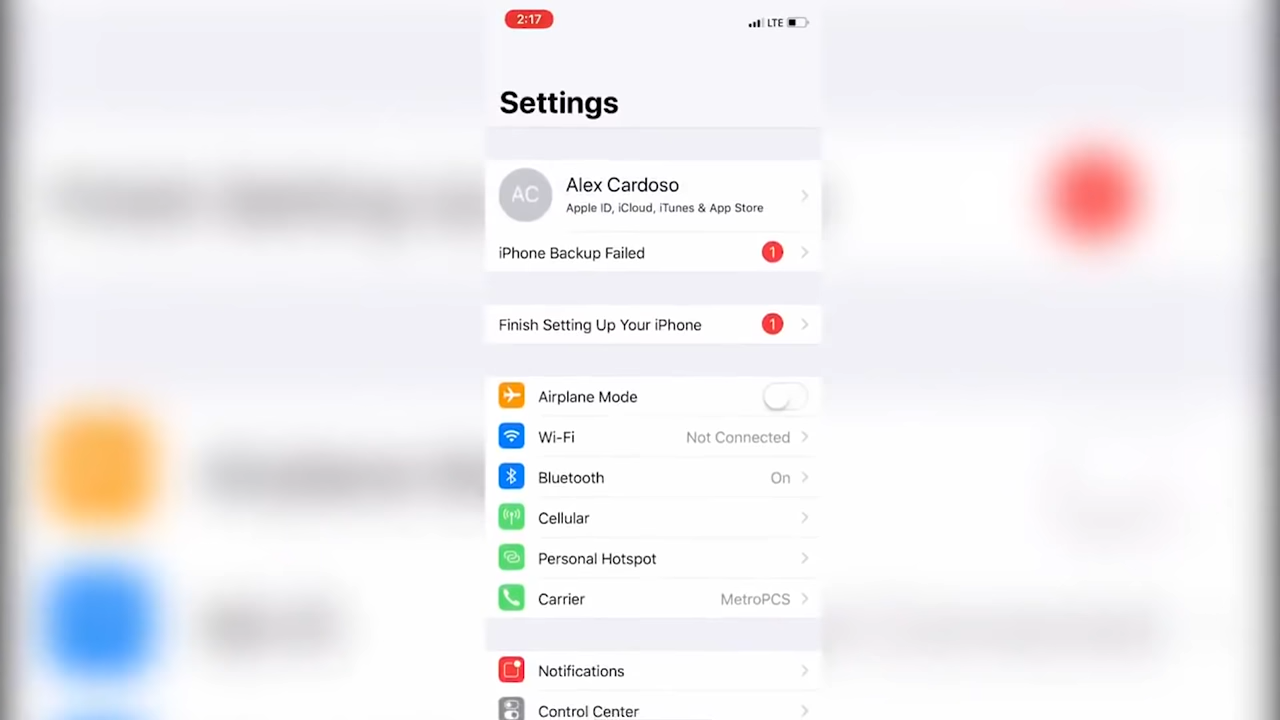 2:17
LTE
Settings
AC
Alex Cardoso
Apple ID, iCloud, iTunes & App Store
iPhone Backup Failed
1
Finish Setting Up Your iPhone
1
Airplane Mode
Wi-Fi
Not Connected
Bluetooth
On
Cellular
Personal Hotspot
Carrier
MetroPCS
Notifications
Control Center